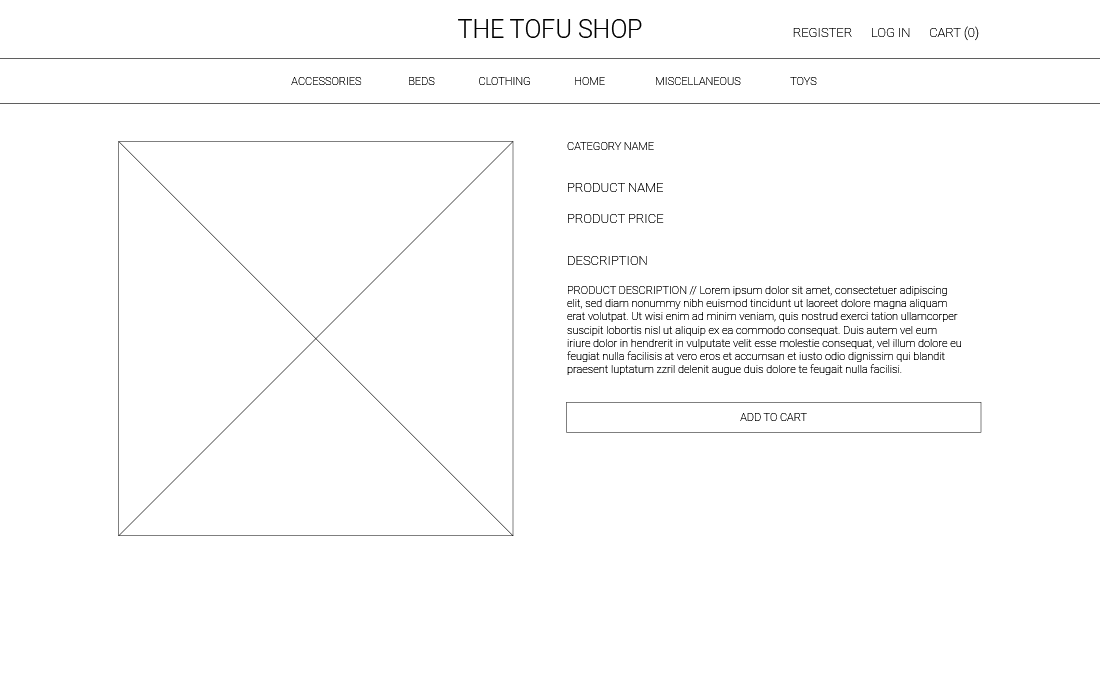 THE TOFU SHOP
REGISTER LOG IN CART (0)
ACCESSORIES BEDS CLOTHING HOME MISCELLANEOUS TOYS
CATEGORY NAME
PRODUCT NAME
PRODUCT PRICE
DESCRIPTION
PRODUCT DESCRIPTION // Lorem ipsum dolor sit amet, consectetuer adipiscing
elit, sed diam nonummy nibh euismod tincidunt ut laoreet dolore magna aliquam
erat volutpat. Ut wisi enim ad minim veniam, quis nostrud exerci tation ullamcorper
suscipit lobortis nisl ut aliquip ex ea commodo consequat. Duis autem vel eum
iriure dolor in hendrerit in vulputate velit esse molestie consequat, vel illum dolore eu
feugiat nulla facilisis at vero eros et accumsan et iusto odio dignissim qui blandit
praesent luptatum zzril delenit augue duis dolore te feugait nulla facilisi.
ADD TO CART